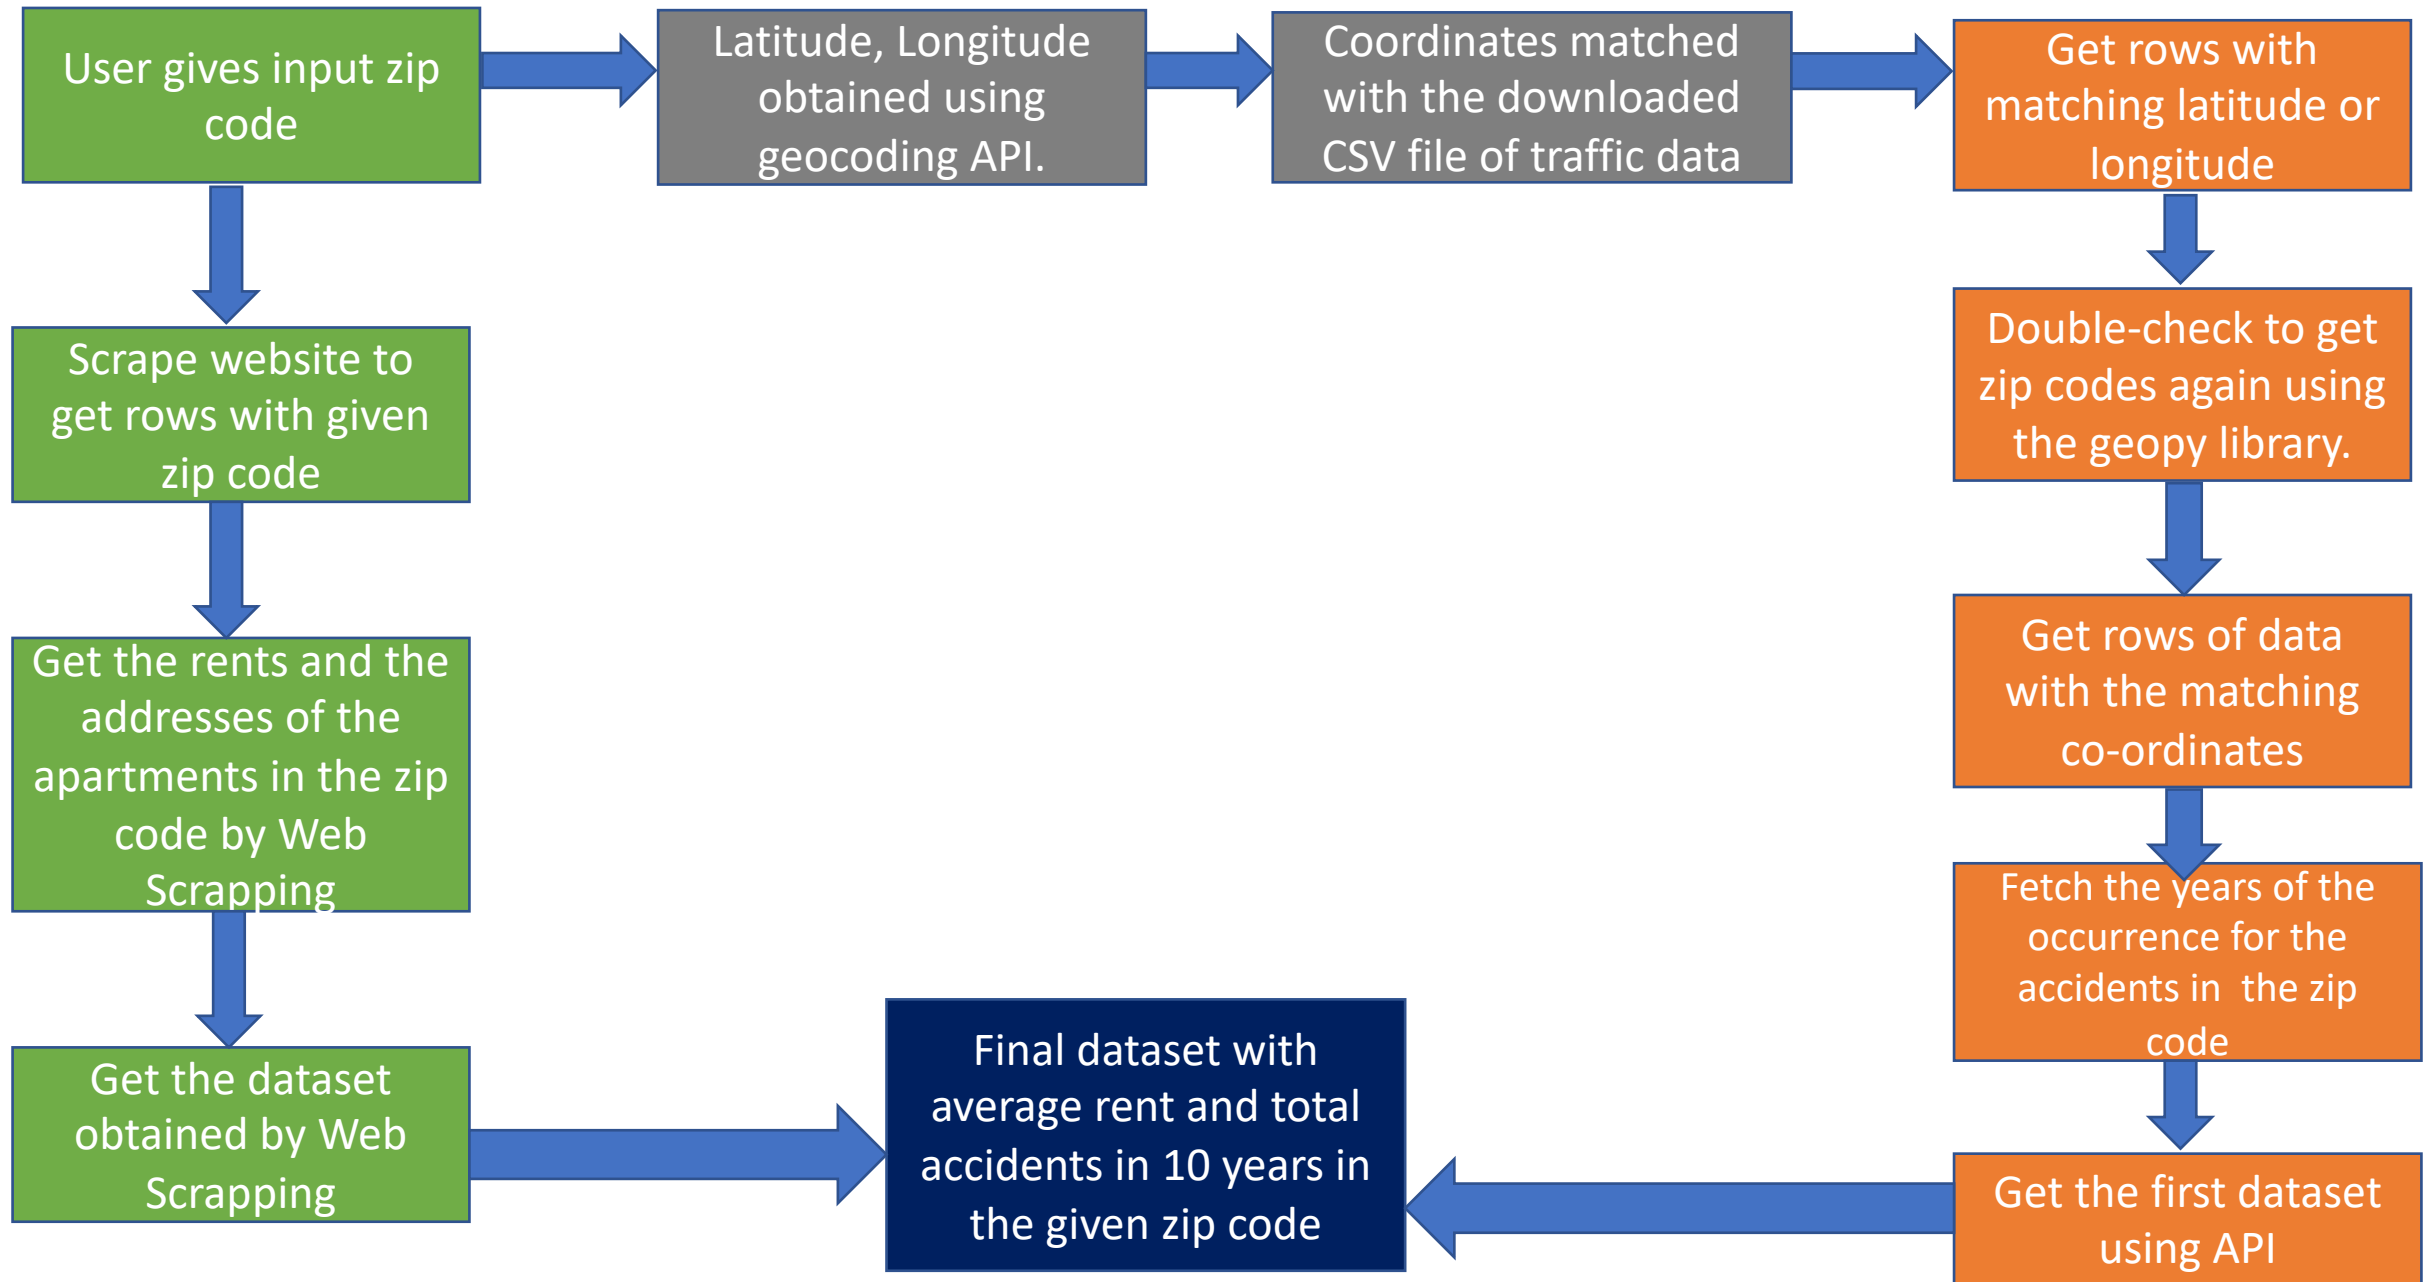 User gives input zip
code
Latitude, Longitude
obtained using
geocoding API.
Coordinates matched
with the downloaded
CSV file of traffic data
Get rows with
matching latitude or
longitude
Scrape website to
get rows with given
zip code
Double-check to get
zip codes again using
the geopy library.
Get the rents and the
addresses of the
apartments in the zip
code by Web
Scrapping
Get rows of data
with the matching
co-ordinates
Fetch the years of the
occurrence for the
accidents in  the zip
code
Get the dataset
obtained by Web
Scrapping
Final dataset with
average rent and total
accidents in 10 years in
the given zip code
Get the first dataset
using API